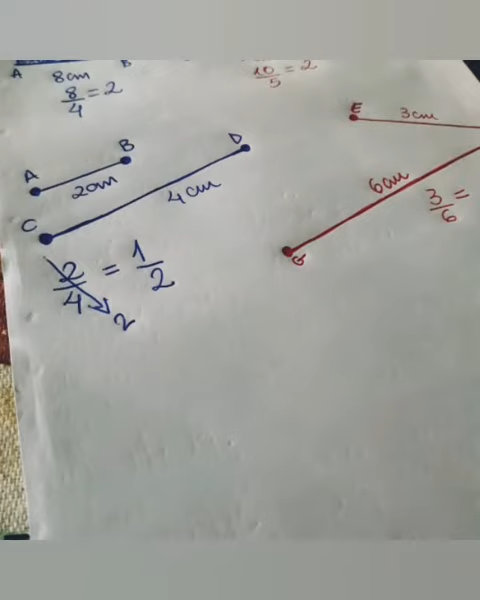 A B
8cm
8/4 = 2
10/5 = 2
A B
2cm
C D
4cm
2/4 = 1/2
2
E
3cm
6cm
G
3/6 =